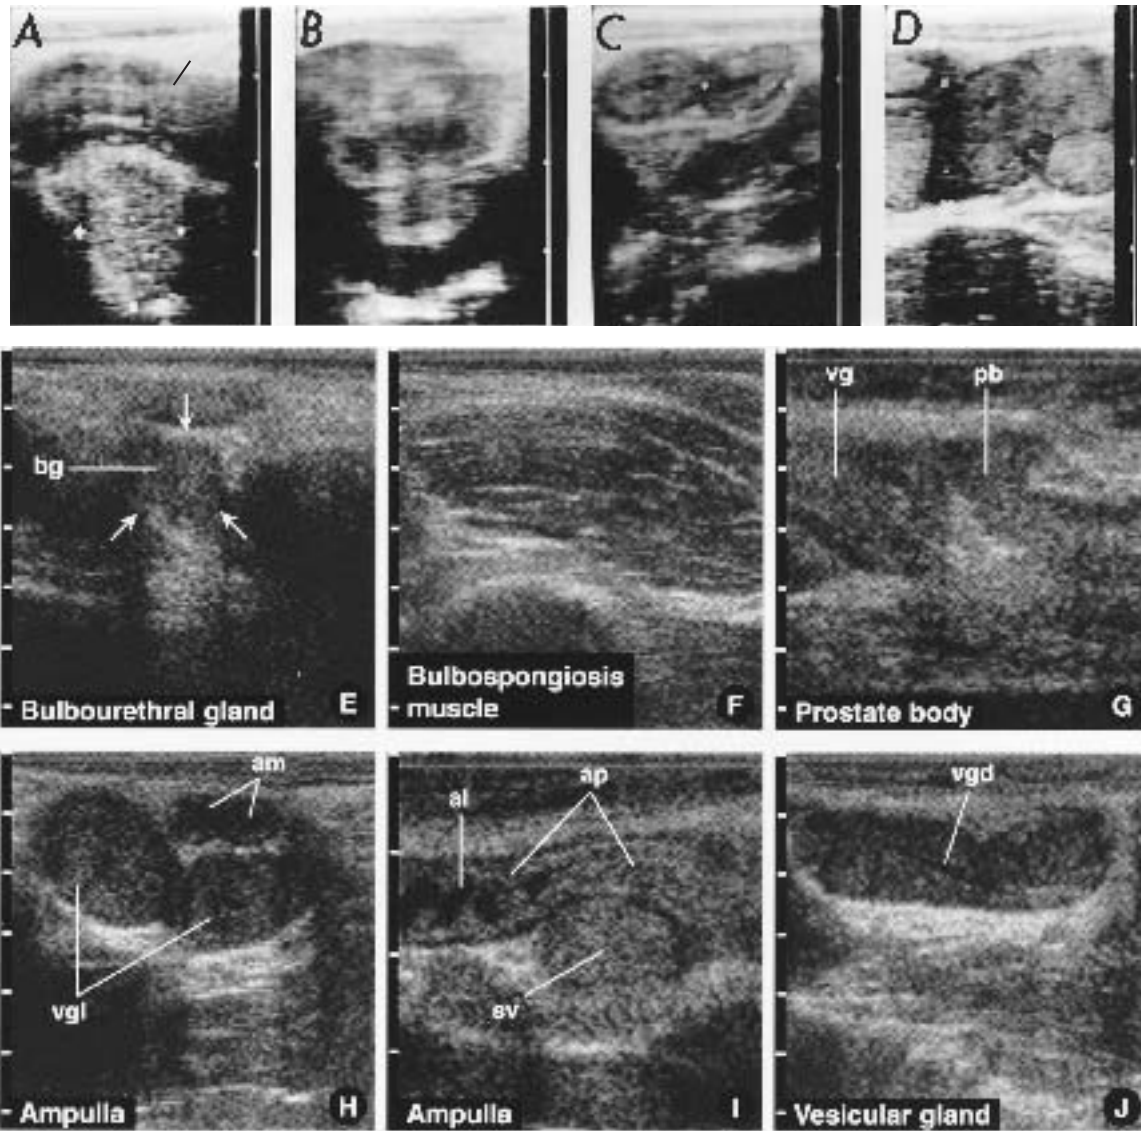 A
B
C
D
bg
Bulbourethral gland
E
Bulbospongiosis
muscle
F
vg
pb
Prostate body
G
am
vgl
Ampulla
H
al
ap
sv
Ampulla
I
vgd
Vesicular gland
J